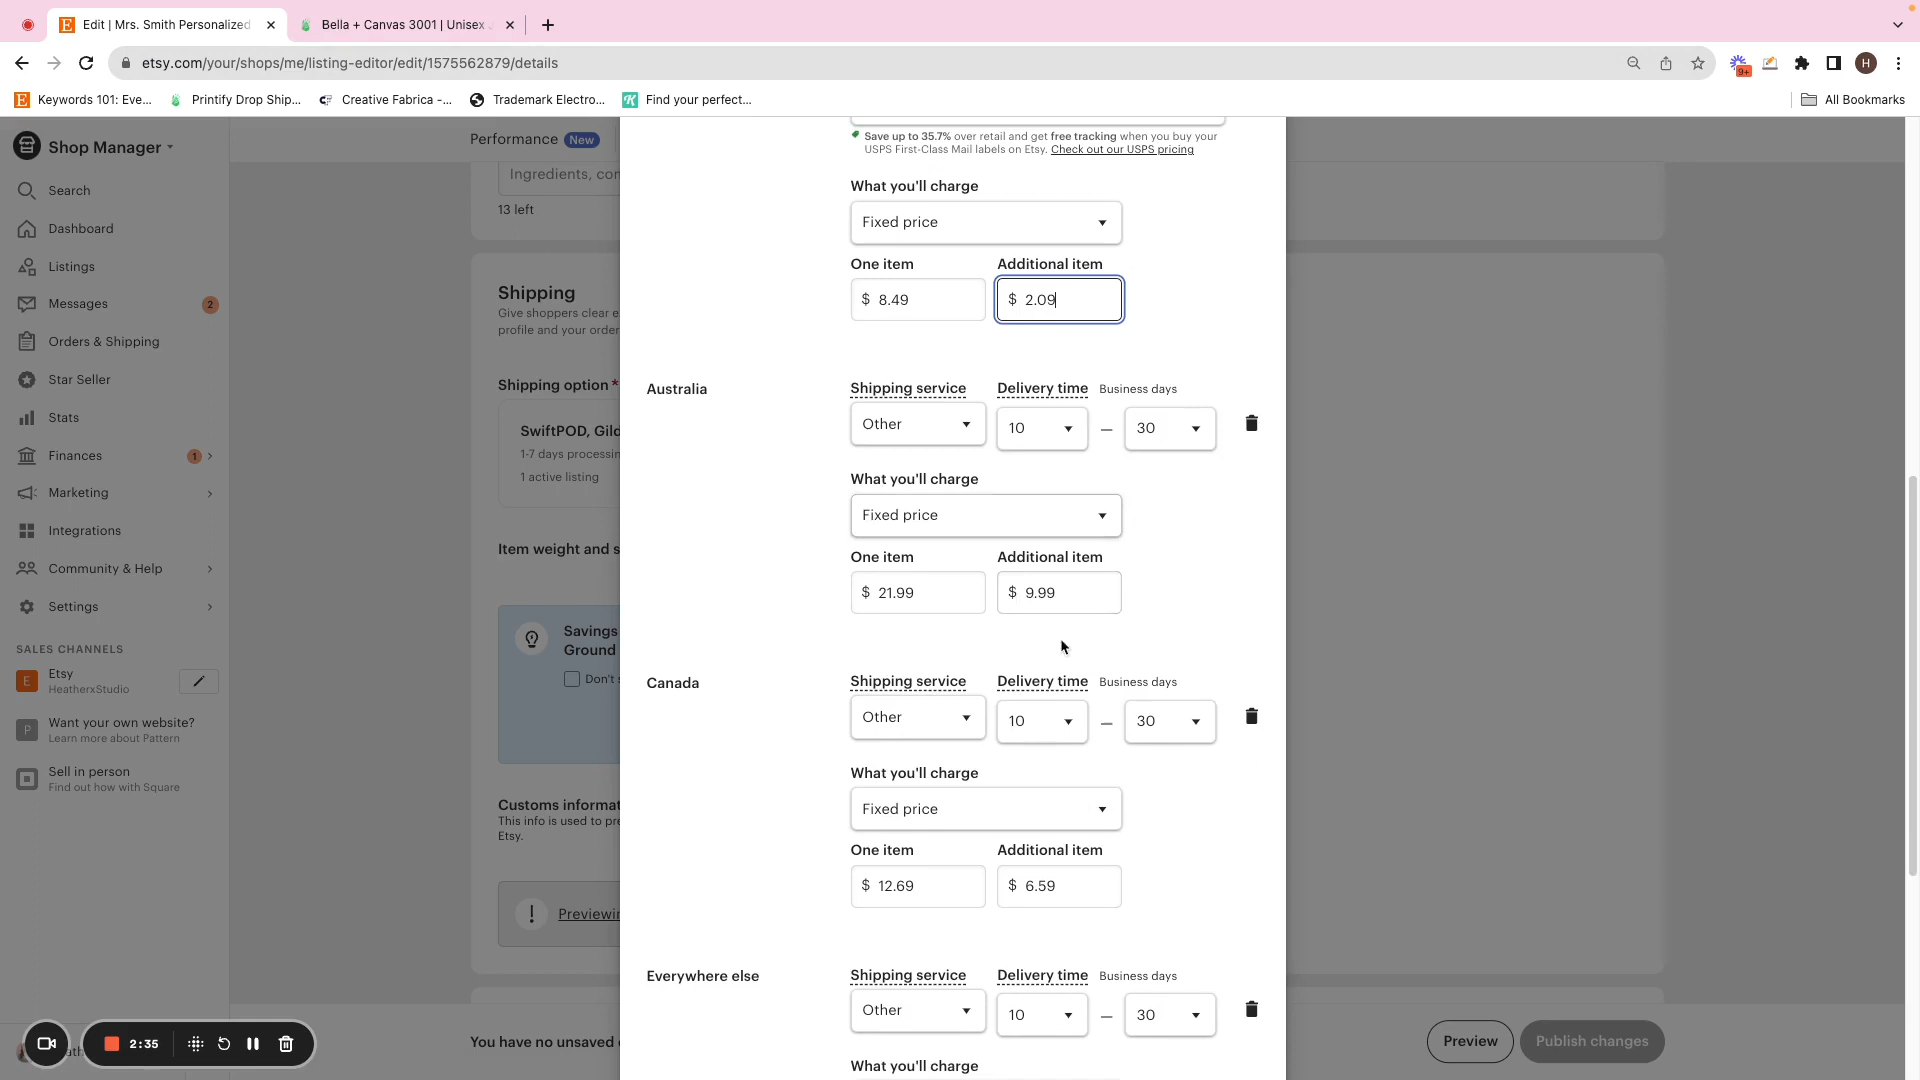 Edit | Mrs. Smith Personalized
Bella + Canvas 3001 | Unisex
etsy.com/your/shops/me/listing-editor/edit/1575562879/details
9+
H
Keywords 101: Eve...
Printify Drop Ship...
Creative Fabrica -...
Trademark Electro...
Find your perfect...
All Bookmarks
Shop Manager
Search
Dashboard
Listings
Messages 2
Orders & Shipping
Star Seller
Stats
Finances 1
Marketing
Integrations
Community & Help
Settings
SALES CHANNELS
E
Etsy
HeatherxStudio
P
Want your own website?
Learn more about Pattern
Sell in person
Find out how with Square
2:35
Performance New
Ingredients, con
13 left
Shipping
Give shoppers clear e
profile and your order
Shipping option *
SwiftPOD, Gild
1-7 days processin
1 active listing
Item weight and s
Savings
Ground
Don't s
Customs informat
This info is used to pre
Etsy.
Previewin
You have no unsaved
Preview
Publish changes
Save up to 35.7% over retail and get free tracking when you buy your
USPS First-Class Mail labels on Etsy. Check out our USPS pricing
What you'll charge
Fixed price
One item Additional item
$ 8.49 $ 2.09
Australia
Shipping service Delivery time Business days
Other 10 — 30
What you'll charge
Fixed price
One item Additional item
$ 21.99 $ 9.99
Canada
Shipping service Delivery time Business days
Other 10 — 30
What you'll charge
Fixed price
One item Additional item
$ 12.69 $ 6.59
Everywhere else
Shipping service Delivery time Business days
Other 10 — 30
What you'll charge